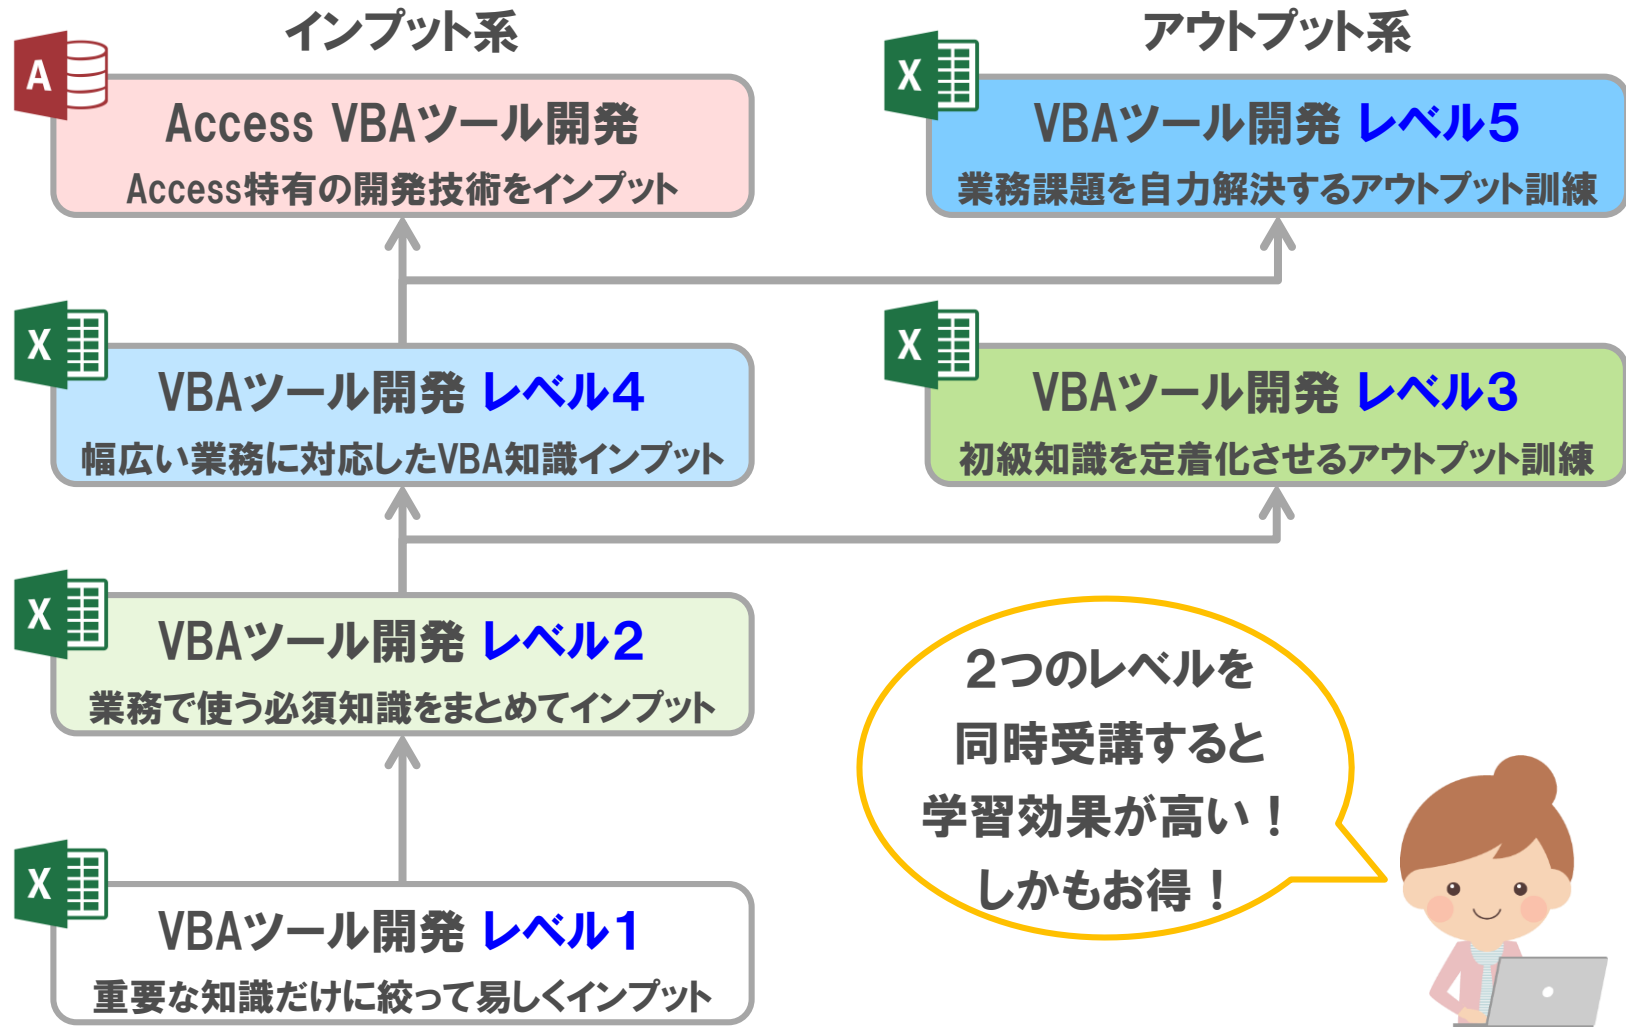 インプット系
アウトプット系
A
Access VBAツール開発
Access特有の開発技術をインプット
X
VBAツール開発 レベル5
業務課題を自力解決するアウトプット訓練
X
VBAツール開発 レベル4
幅広い業務に対応したVBA知識インプット
X
VBAツール開発 レベル3
初級知識を定着化させるアウトプット訓練
X
VBAツール開発 レベル2
業務で使う必須知識をまとめてインプット
2つのレベルを
同時受講すると
学習効果が高い！
しかもお得！
X
VBAツール開発 レベル1
重要な知識だけに絞って易しくインプット